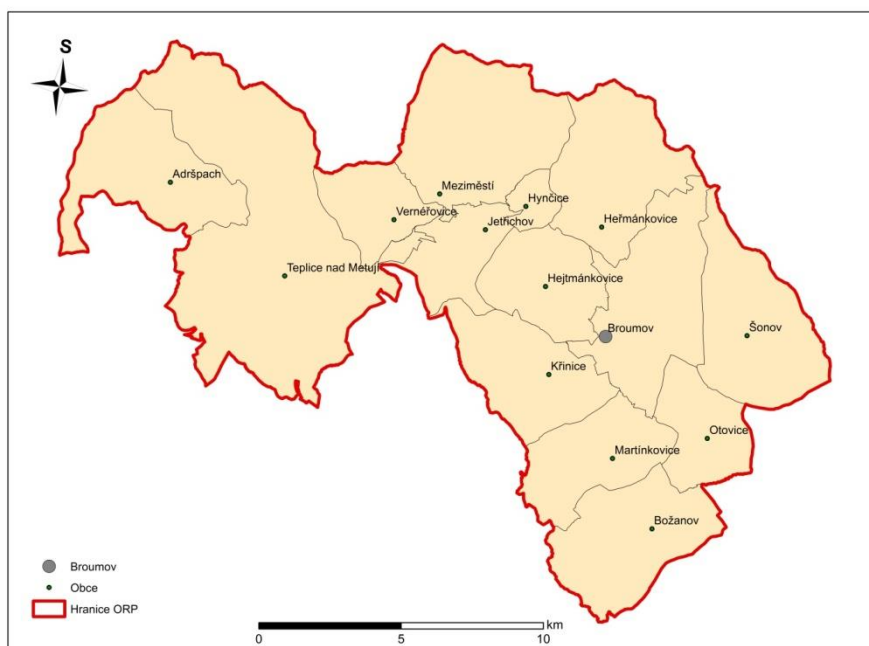 S
Adršpach
Meziměstí
Hynčice
Vernéřovice
Jetřichov
Heřmánkovice
Teplice nad Metují
Hejtmánkovice
Broumov
Šonov
Křinice
Otovice
Martínkovice
Božanov
Broumov
Obce
Hranice ORP
km
0 5 10